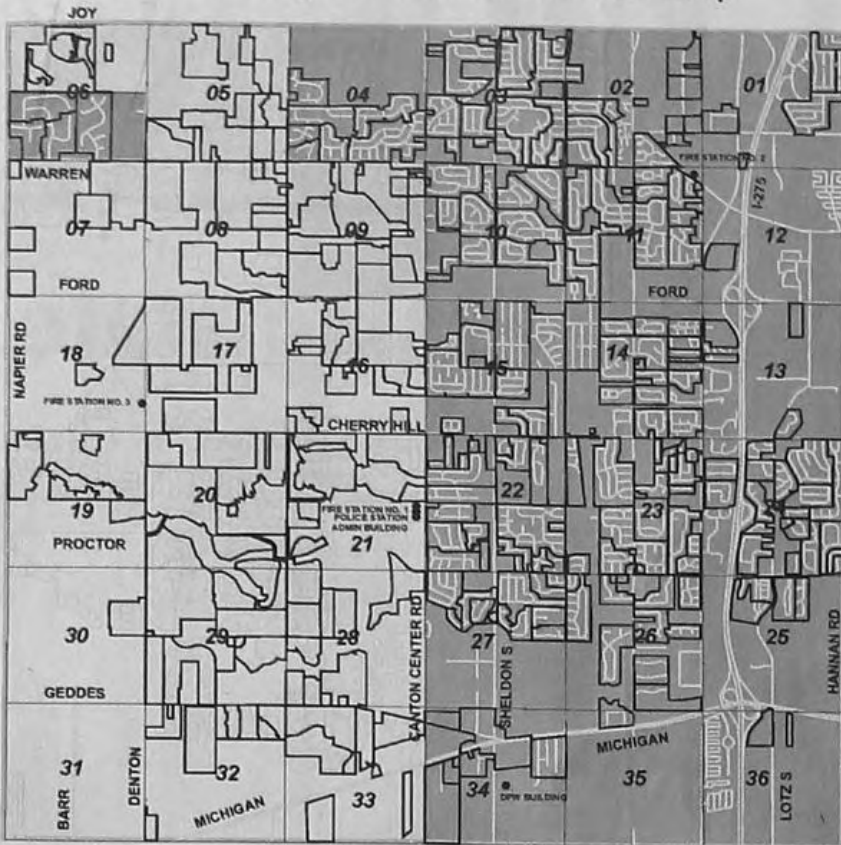 JOY
06 05 04 03 02 01
FIRE STATION NO. 2
WARREN
I-275
07 08 09 10 11 12
FORD FORD
NAPIER RD
18 17 16 15 14 13
FIRE STATION NO. 3
CHERRY HILL
19 20 22 23 24
FIRE STATION NO. 1
POLICE STATION
ADMIN BUILDING
PROCTOR 21
30 29 28 27 26 25
CANTON CENTER RD
SHELDON S
HANNAN RD
GEDDES
MICHIGAN
31 32 33 34 35 36
BARR
DENTON
MICHIGAN
DPW BUILDING
LOTZ S